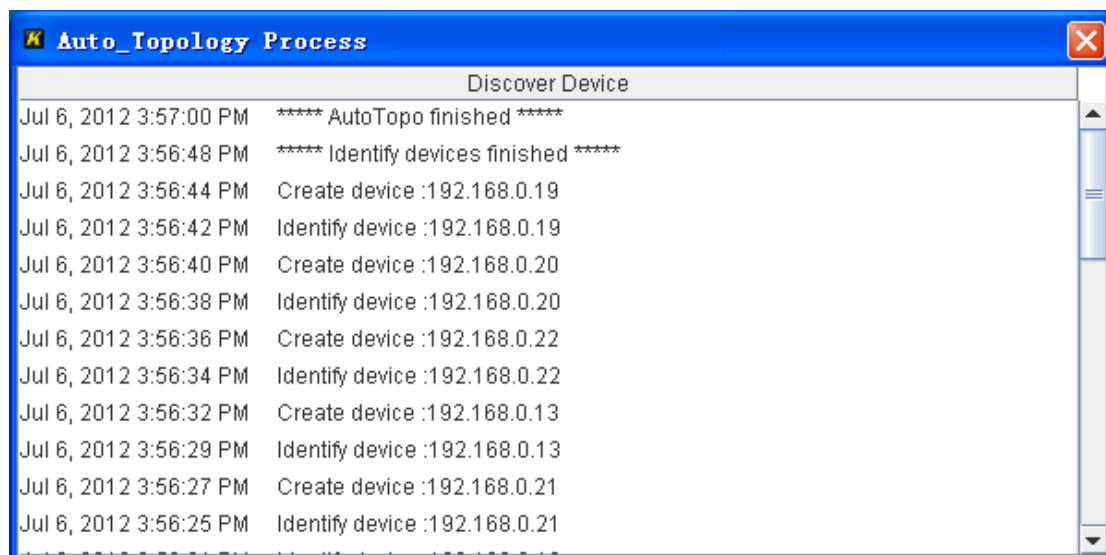 Auto_Topology Process
Discover Device
Jul 6, 2012 3:57:00 PM ***** AutoTopo finished *****
Jul 6, 2012 3:56:48 PM ***** Identify devices finished *****
Jul 6, 2012 3:56:44 PM Create device :192.168.0.19
Jul 6, 2012 3:56:42 PM Identify device :192.168.0.19
Jul 6, 2012 3:56:40 PM Create device :192.168.0.20
Jul 6, 2012 3:56:38 PM Identify device :192.168.0.20
Jul 6, 2012 3:56:36 PM Create device :192.168.0.22
Jul 6, 2012 3:56:34 PM Identify device :192.168.0.22
Jul 6, 2012 3:56:32 PM Create device :192.168.0.13
Jul 6, 2012 3:56:29 PM Identify device :192.168.0.13
Jul 6, 2012 3:56:27 PM Create device :192.168.0.21
Jul 6, 2012 3:56:25 PM Identify device :192.168.0.21